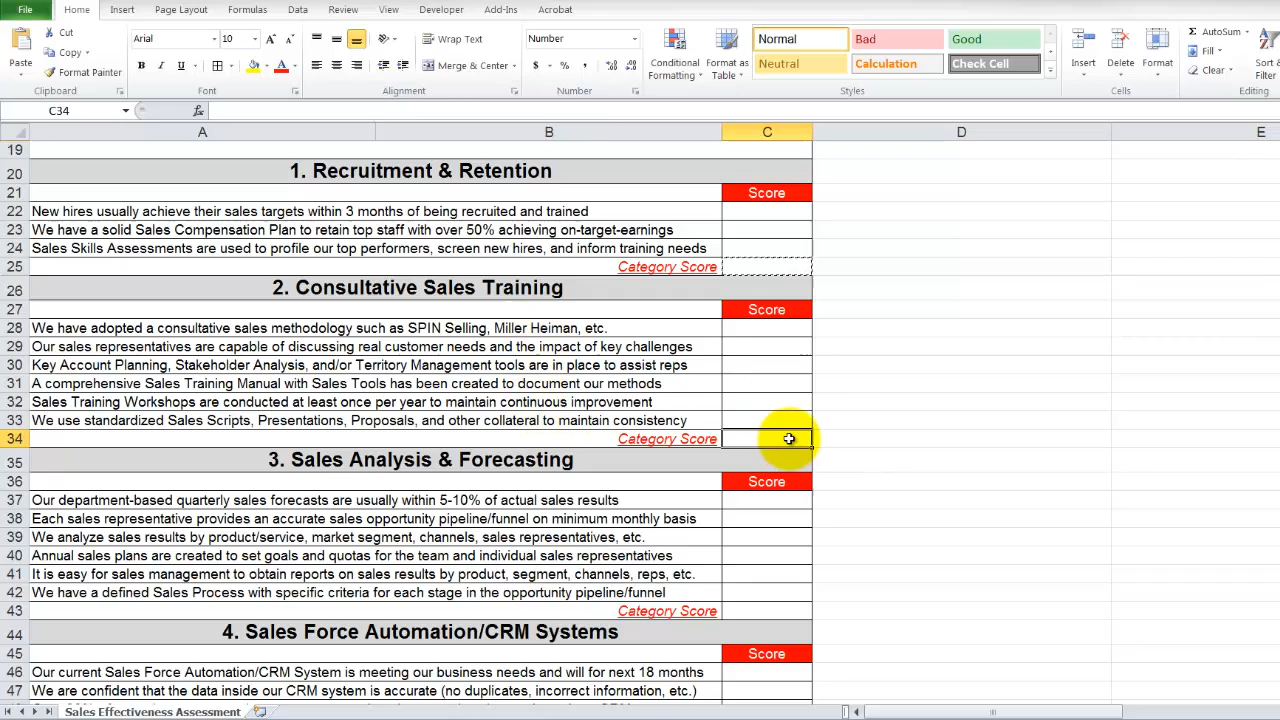 File Home Insert Page Layout Formulas Data Review View Developer Add-Ins Acrobat
Cut Arial 10 Wrap Text Number Normal Bad Good AutoSum
Copy Fill
Paste Format Painter B I U Merge & Center $ % , Conditional Formatting Format as Table Neutral Calculation Check Cell Insert Delete Format Clear Sort Filter
Clipboard Font Alignment Number Styles Cells Editing
C34 fx
A B C D E
19
20 1. Recruitment & Retention
21 Score
22 New hires usually achieve their sales targets within 3 months of being recruited and trained
23 We have a solid Sales Compensation Plan to retain top staff with over 50% achieving on-target-earnings
24 Sales Skills Assessments are used to profile our top performers, screen new hires, and inform training needs
25 Category Score
26 2. Consultative Sales Training
27 Score
28 We have adopted a consultative sales methodology such as SPIN Selling, Miller Heiman, etc.
29 Our sales representatives are capable of discussing real customer needs and the impact of key challenges
30 Key Account Planning, Stakeholder Analysis, and/or Territory Management tools are in place to assist reps
31 A comprehensive Sales Training Manual with Sales Tools has been created to document our methods
32 Sales Training Workshops are conducted at least once per year to maintain continuous improvement
33 We use standardized Sales Scripts, Presentations, Proposals, and other collateral to maintain consistency
34 Category Score
35 3. Sales Analysis & Forecasting
36 Score
37 Our department-based quarterly sales forecasts are usually within 5-10% of actual sales results
38 Each sales representative provides an accurate sales opportunity pipeline/funnel on minimum monthly basis
39 We analyze sales results by product/service, market segment, channels, sales representatives, etc.
40 Annual sales plans are created to set goals and quotas for the team and individual sales representatives
41 It is easy for sales management to obtain reports on sales results by product, segment, channels, reps, etc.
42 We have a defined Sales Process with specific criteria for each stage in the opportunity pipeline/funnel
43 Category Score
44 4. Sales Force Automation/CRM Systems
45 Score
46 Our current Sales Force Automation/CRM System is meeting our business needs and will for next 18 months
47 We are confident that the data inside our CRM system is accurate (no duplicates, incorrect information, etc.)
Sales Effectiveness Assessment